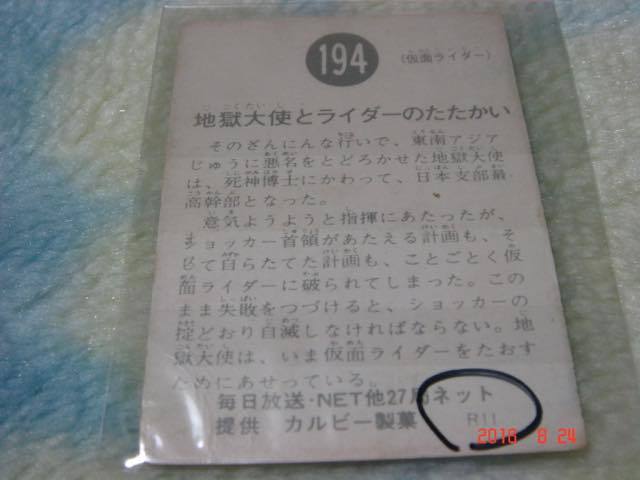 194
(仮面ライダー)
地獄大使とライダーのたたかい
そのざんにんな行いで、東南アジア
じゅうに悪名をとどろかせた地獄大使
は、死神博士にかわって、日本支部最
高幹部となった。
意気ようようと指揮にあたったが、
ショッカー首領があたえる計画も、そ
して自らたてた計画も、ことごとく仮
面ライダーに破られてしまった。この
まま失敗をつづけると、ショッカーの
掟どおり自滅しなければならない。地
獄大使は、いま仮面ライダーをたおす
ためにあせっている。
毎日放送・NET他27局ネット
提供 カルビー製菓 R11
2016 8 24